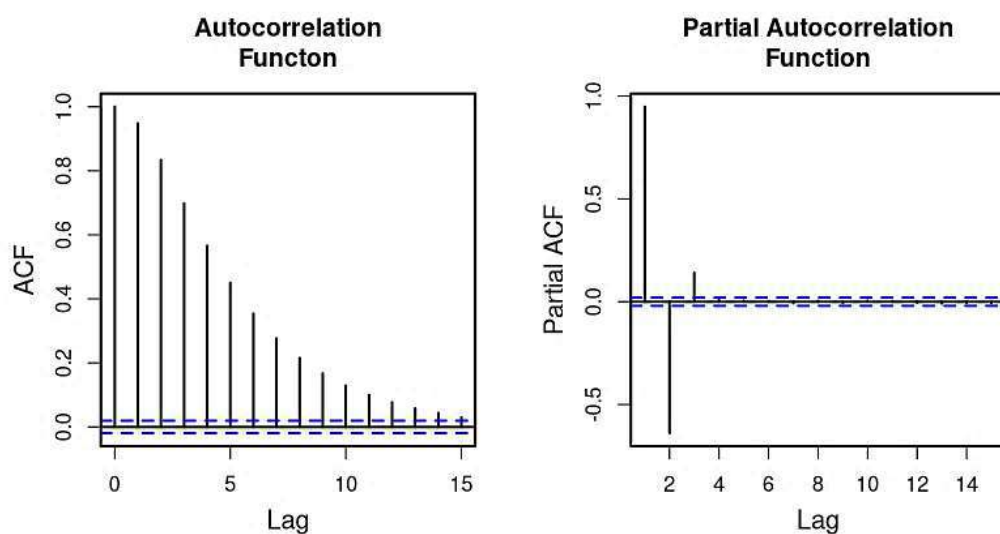 Autocorrelation
Functon
ACF
1.0
0.8
0.6
0.4
0.2
0.0
0
5
10
15
Lag
Partial Autocorrelation
Function
Partial ACF
1.0
0.5
0.0
-0.5
2
4
6
8
10
12
14
Lag